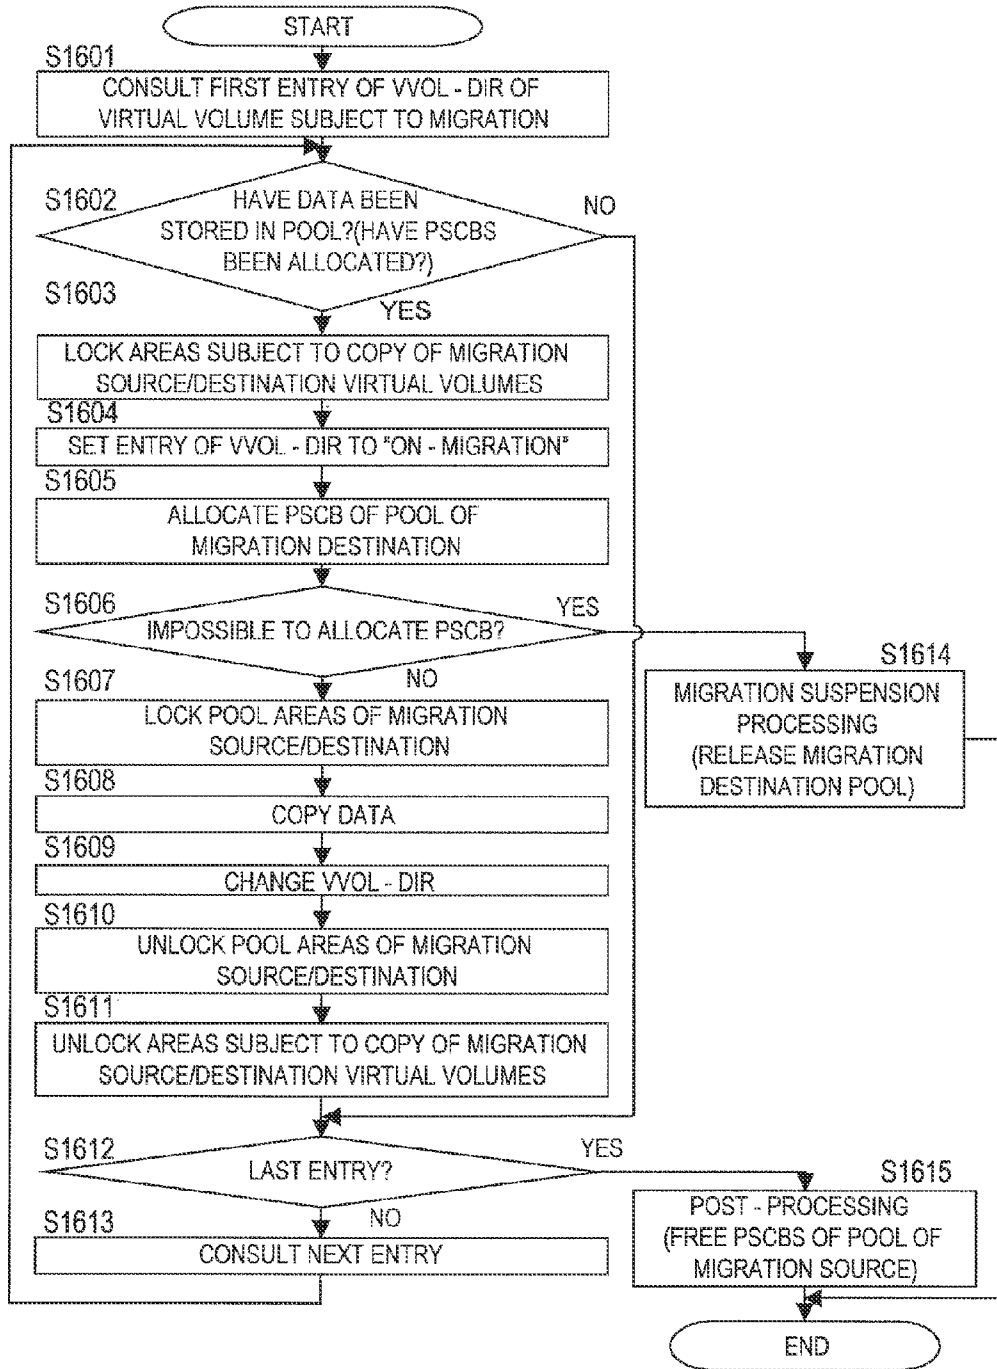 START
S1601
CONSULT FIRST ENTRY OF VVOL - DIR OF
VIRTUAL VOLUME SUBJECT TO MIGRATION
S1602
HAVE DATA BEEN
STORED IN POOL?(HAVE PSCBS
BEEN ALLOCATED?)
NO
S1603
YES
LOCK AREAS SUBJECT TO COPY OF MIGRATION
SOURCE/DESTINATION VIRTUAL VOLUMES
S1604
SET ENTRY OF VVOL - DIR TO "ON - MIGRATION"
S1605
ALLOCATE PSCB OF POOL OF
MIGRATION DESTINATION
S1606
IMPOSSIBLE TO ALLOCATE PSCB?
YES
NO
S1614
MIGRATION SUSPENSION
PROCESSING
(RELEASE MIGRATION
DESTINATION POOL)
S1607
LOCK POOL AREAS OF MIGRATION
SOURCE/DESTINATION
S1608
COPY DATA
S1609
CHANGE VVOL - DIR
S1610
UNLOCK POOL AREAS OF MIGRATION
SOURCE/DESTINATION
S1611
UNLOCK AREAS SUBJECT TO COPY OF MIGRATION
SOURCE/DESTINATION VIRTUAL VOLUMES
S1612
LAST ENTRY?
YES
NO
S1615
POST - PROCESSING
(FREE PSCBS OF POOL OF
MIGRATION SOURCE)
S1613
CONSULT NEXT ENTRY
END